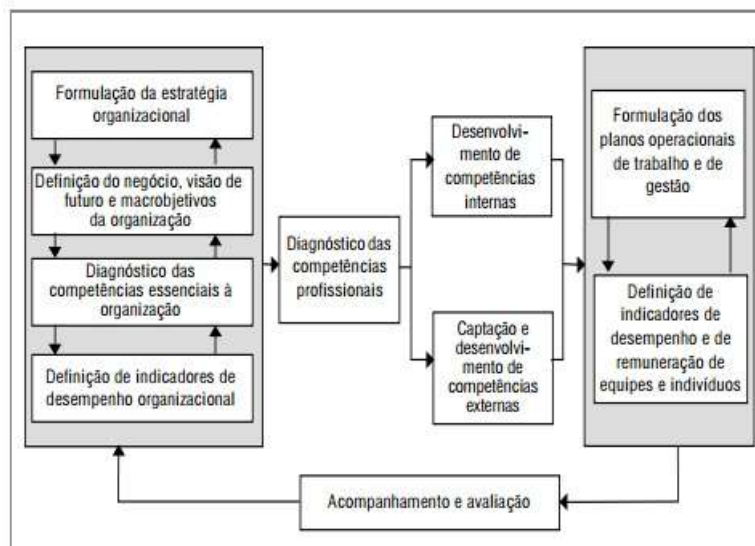 Formulação da estratégia
organizacional
Definição do negócio, visão de
futuro e macrobjetivos
da organização
Diagnóstico das
competências essenciais à
organização
Definição de indicadores de
desempenho organizacional
Diagnóstico das
competências
profissionais
Desenvolvi-
mento de
competências
internas
Captação e
desenvolvi-
mento de
competências
externas
Formulação dos
planos operacionais
de trabalho e de
gestão
Definição de
indicadores de
desempenho e de
remuneração de
equipes e indivíduos
Acompanhamento e avaliação